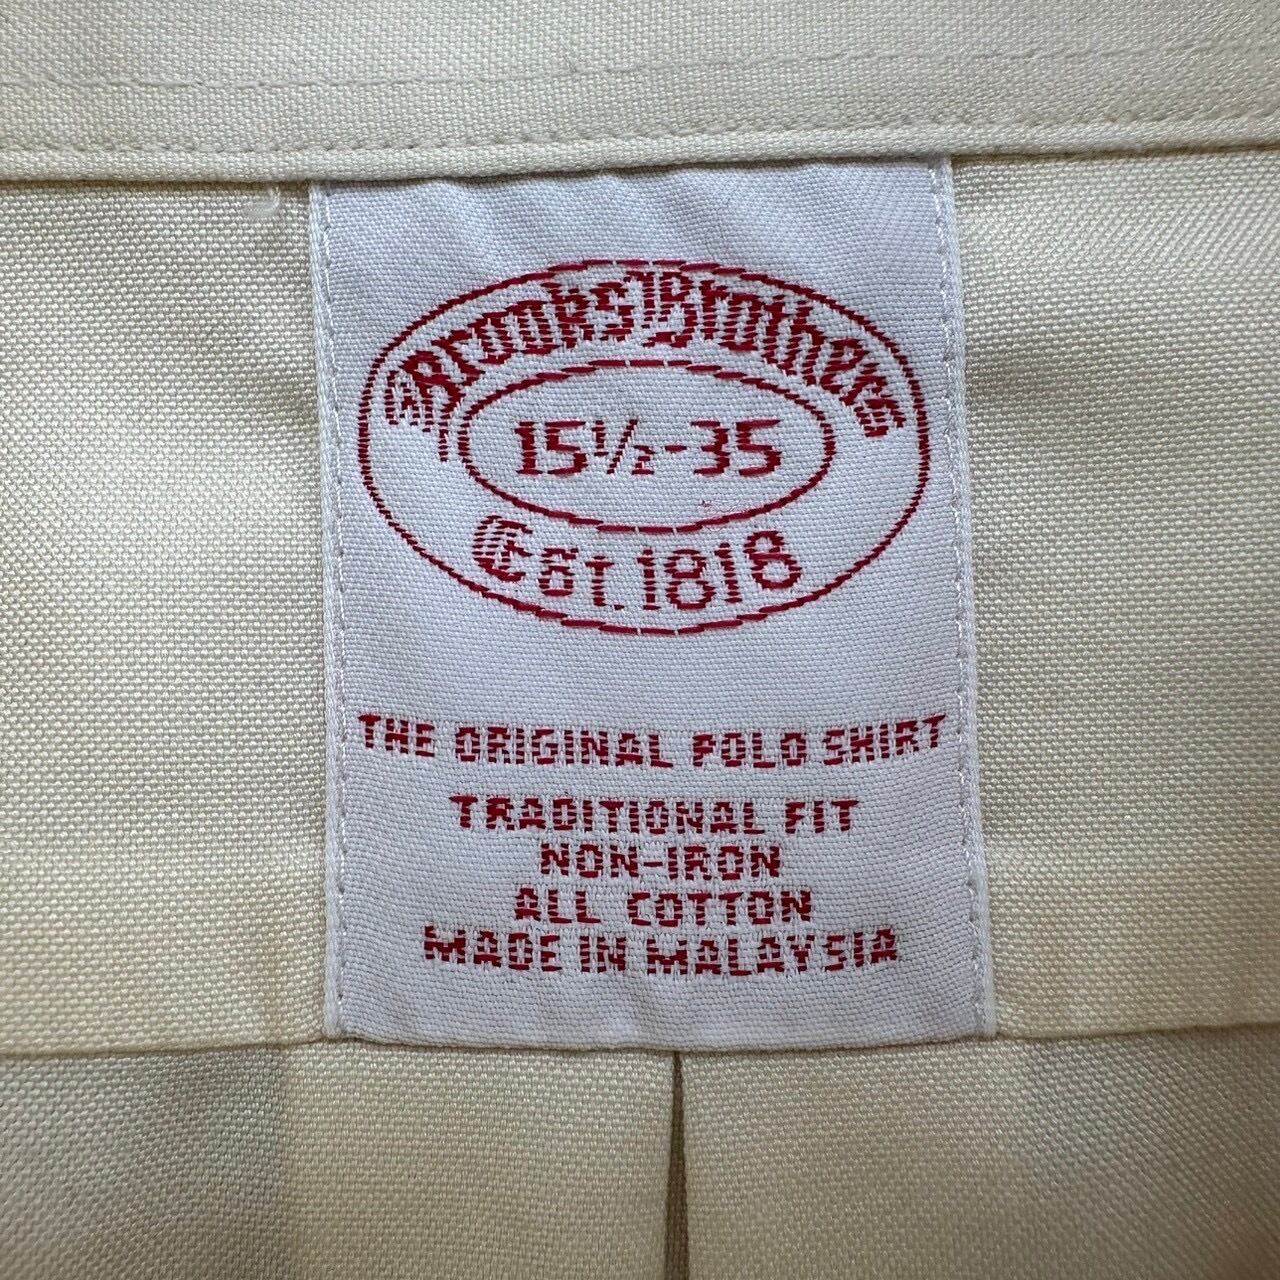 Brooks Brothers
15½-35
Est. 1818
THE ORIGINAL POLO SHIRT
TRADITIONAL FIT
NON-IRON
ALL COTTON
MADE IN MALAYSIA